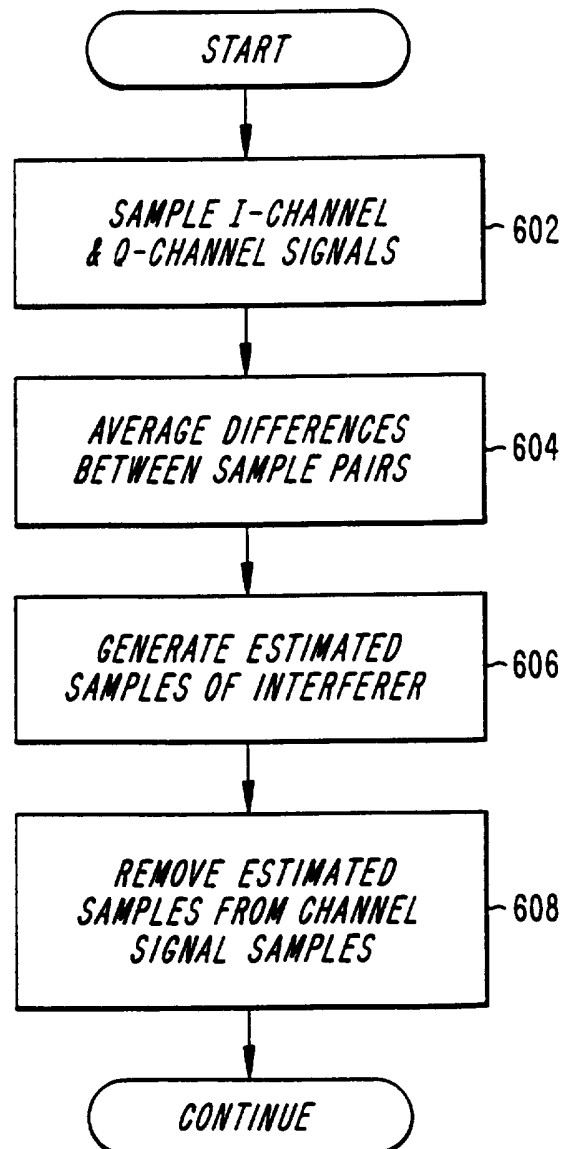 START
SAMPLE I-CHANNEL
& Q-CHANNEL SIGNALS
602
AVERAGE DIFFERENCES
BETWEEN SAMPLE PAIRS
604
GENERATE ESTIMATED
SAMPLES OF INTERFERER
606
REMOVE ESTIMATED
SAMPLES FROM CHANNEL
SIGNAL SAMPLES
608
CONTINUE